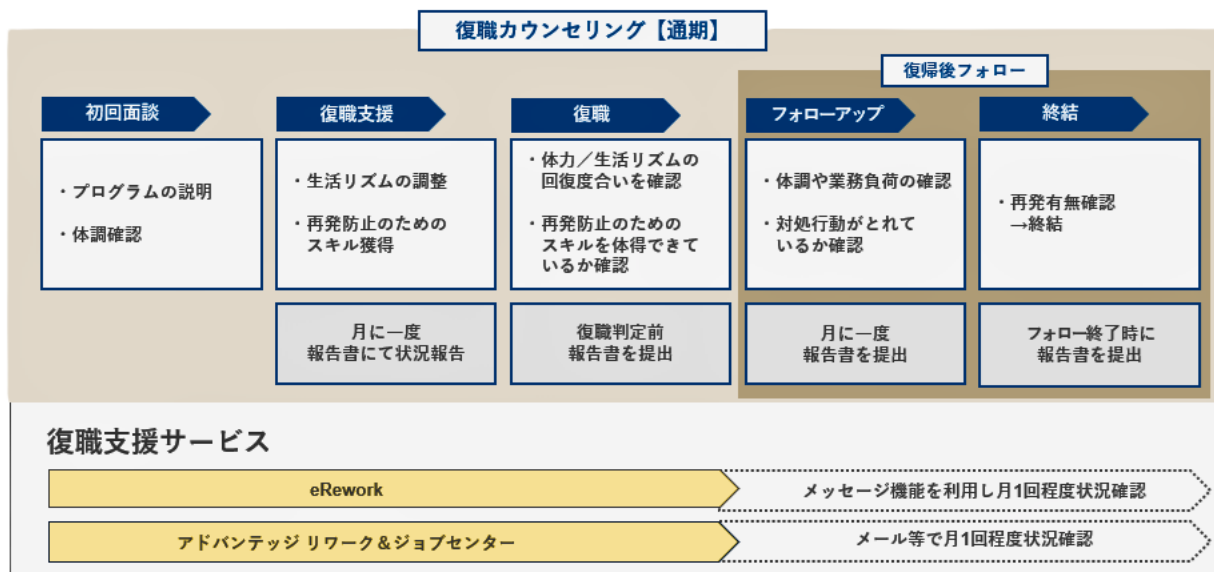 復職カウンセリング【通期】
復帰後フォロー
初回面談
・プログラムの説明
・体調確認
復職支援
・生活リズムの調整
・再発防止のための
スキル獲得
月に一度
報告書にて状況報告
復職
・体力／生活リズムの
回復度合いを確認
・再発防止のための
スキルを体得できて
いるか確認
復職判定前
報告書を提出
フォローアップ
・体調や業務負荷の確認
・対処行動がとれて
いるか確認
月に一度
報告書を提出
終結
・再発有無確認
→終結
フォロー終了時に
報告書を提出
復職支援サービス
eRework
メッセージ機能を利用し月1回程度状況確認
アドバンテッジ リワーク＆ジョブセンター
メール等で月1回程度状況確認